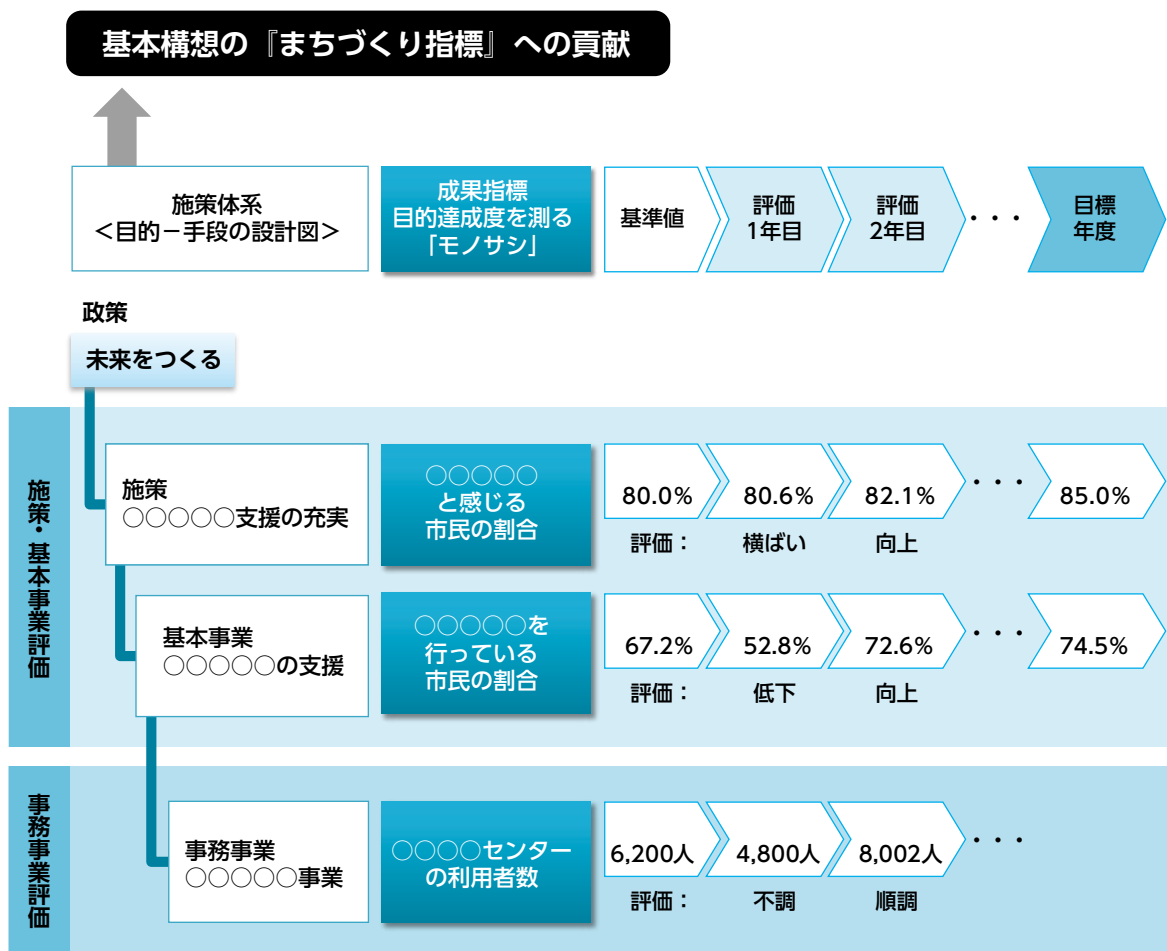 基本構想の『まちづくり指標』への貢献
施策体系
＜目的－手段の設計図＞
成果指標
目的達成度を測る
「モノサシ」
基準値
評価
1年目
評価
2年目
・・・
目標
年度
政策
未来をつくる
施策・基本事業評価
施策
○○○○○支援の充実
○○○○○
と感じる
市民の割合
80.0%
80.6%
82.1%
・・・
85.0%
評価：
横ばい
向上
基本事業
○○○○○の支援
○○○○○を
行っている
市民の割合
67.2%
52.8%
72.6%
・・・
74.5%
評価：
低下
向上
事務事業評価
事務事業
○○○○○事業
○○○○センター
の利用者数
6,200人
4,800人
8,002人
・・・
評価：
不調
順調